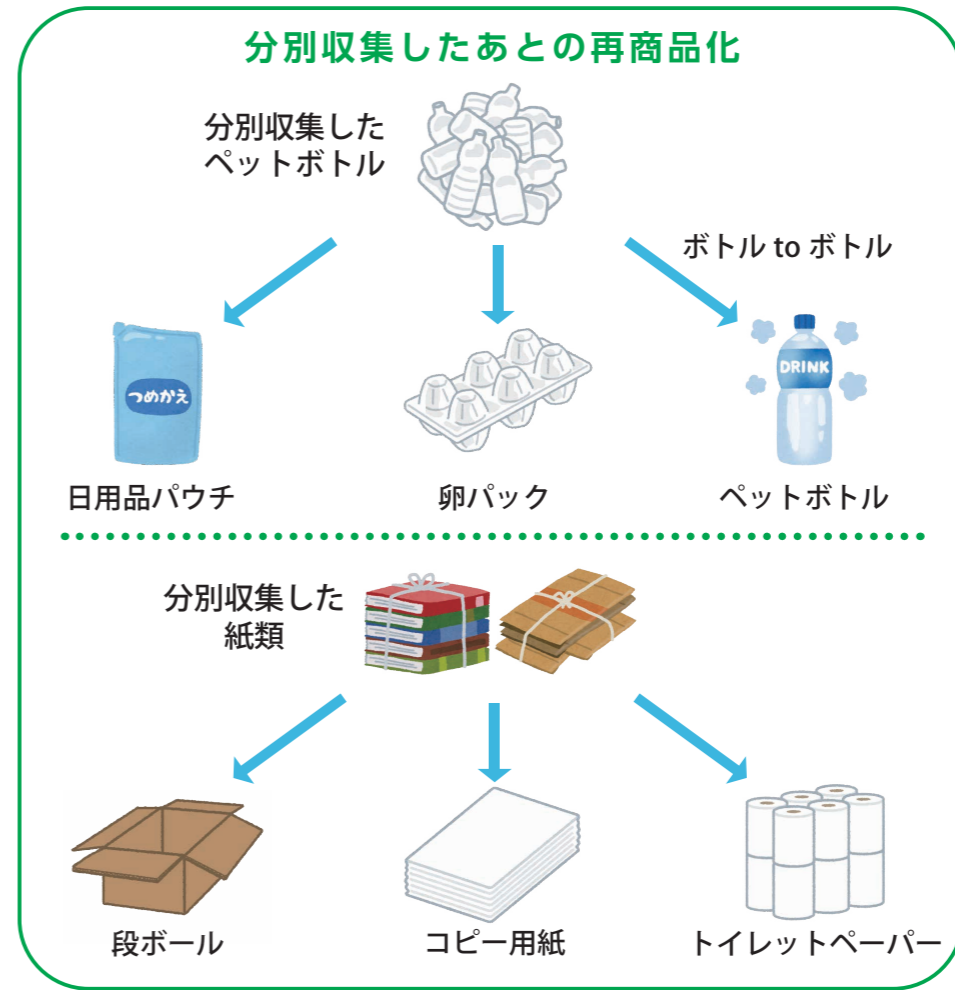 分別収集したあとの再商品化
分別収集した
ペットボトル
ボトル to ボトル
つめかえ
DRINK
日用品パウチ
卵パック
ペットボトル
分別収集した
紙類
段ボール
コピー用紙
トイレットペーパー